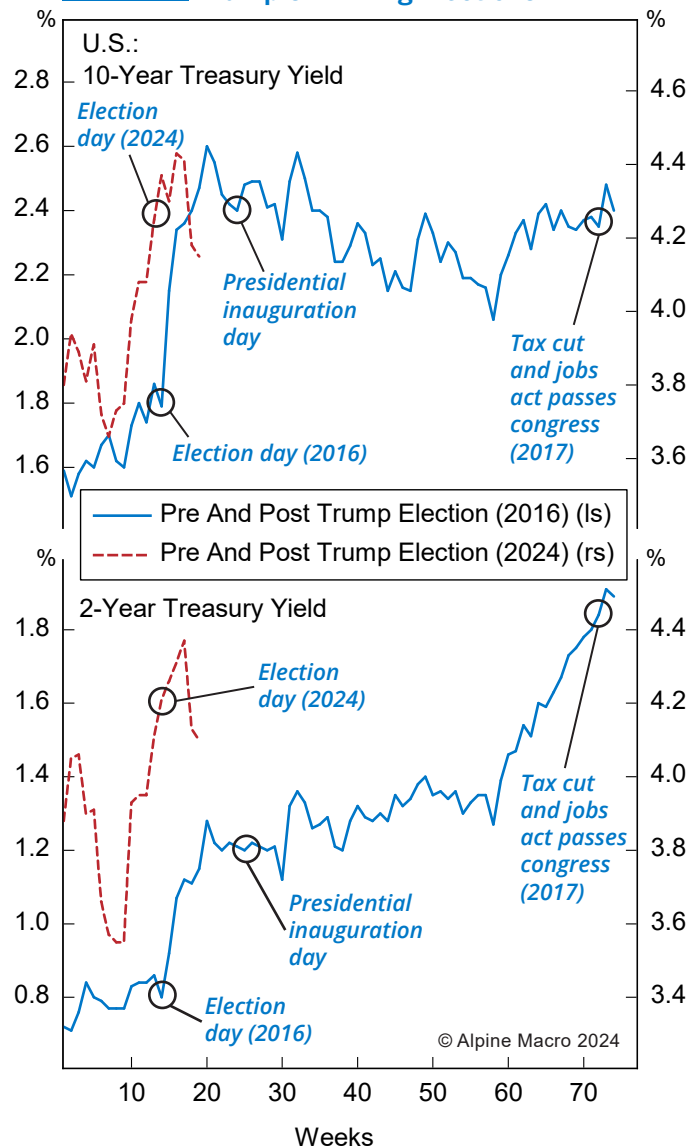 %
%
U.S.:
10-Year Treasury Yield
2.8
2.6
2.4
2.2
2.0
1.8
1.6
4.6
4.4
4.2
4.0
3.8
3.6
Election
day (2024)
Presidential
inauguration
day
Tax cut
and jobs
act passes
congress
(2017)
Election day (2016)
Pre And Post Trump Election (2016) (ls)
Pre And Post Trump Election (2024) (rs)
%
%
2-Year Treasury Yield
1.8
1.6
1.4
1.2
1.0
0.8
4.4
4.2
4.0
3.8
3.6
3.4
Election
day (2024)
Tax cut
and jobs
act passes
congress
(2017)
Presidential
inauguration
day
Election
day (2016)
© Alpine Macro 2024
10 20 30 40 50 60 70
Weeks